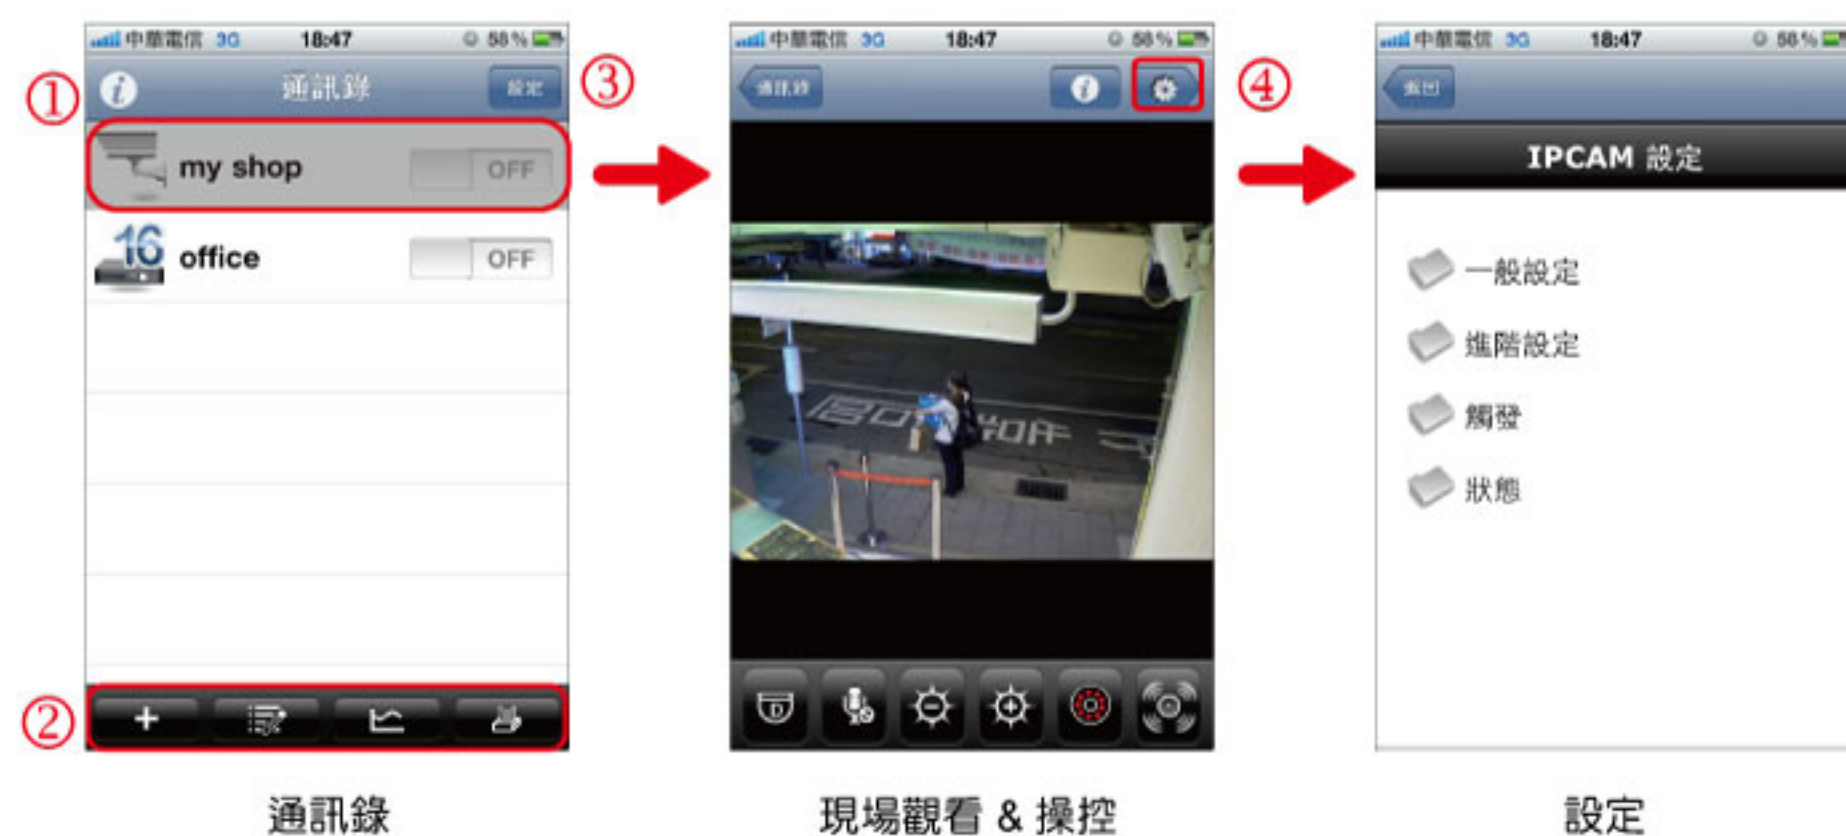 中華電信 3G 18:47 58%
① 通訊錄 設定 ③
my shop OFF
16 office OFF
②
通訊錄
中華電信 3G 18:47 58%
通訊錄 ④
D
現場觀看 & 操控
中華電信 3G 18:47 58%
返回
IPCAM 設定
一般設定
進階設定
觸發
狀態
設定